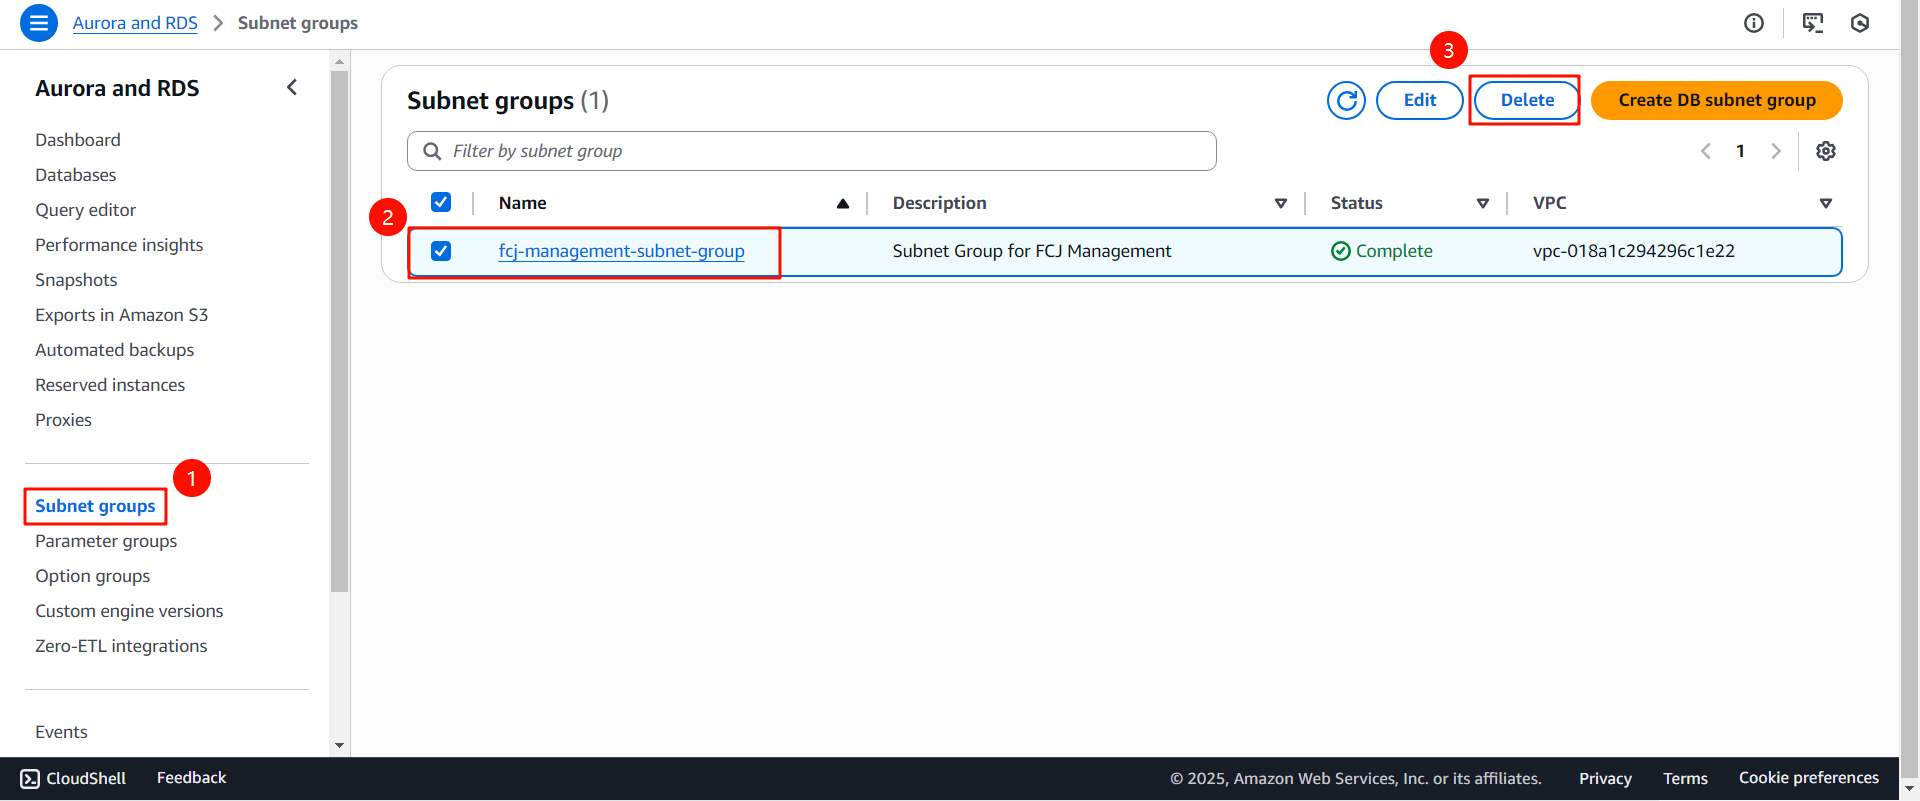 Aurora and RDS > Subnet groups
3
Aurora and RDS
Dashboard
Databases
Query editor
Performance insights
Snapshots
Exports in Amazon S3
Automated backups
Reserved instances
Proxies
1
Subnet groups
Parameter groups
Option groups
Custom engine versions
Zero-ETL integrations
Events
Subnet groups (1)
Edit
Delete
Create DB subnet group
Filter by subnet group
1
2
Name Description Status VPC
fcj-management-subnet-group Subnet Group for FCJ Management Complete vpc-018a1c294296c1e22
CloudShell Feedback © 2025, Amazon Web Services, Inc. or its affiliates. Privacy Terms Cookie preferences